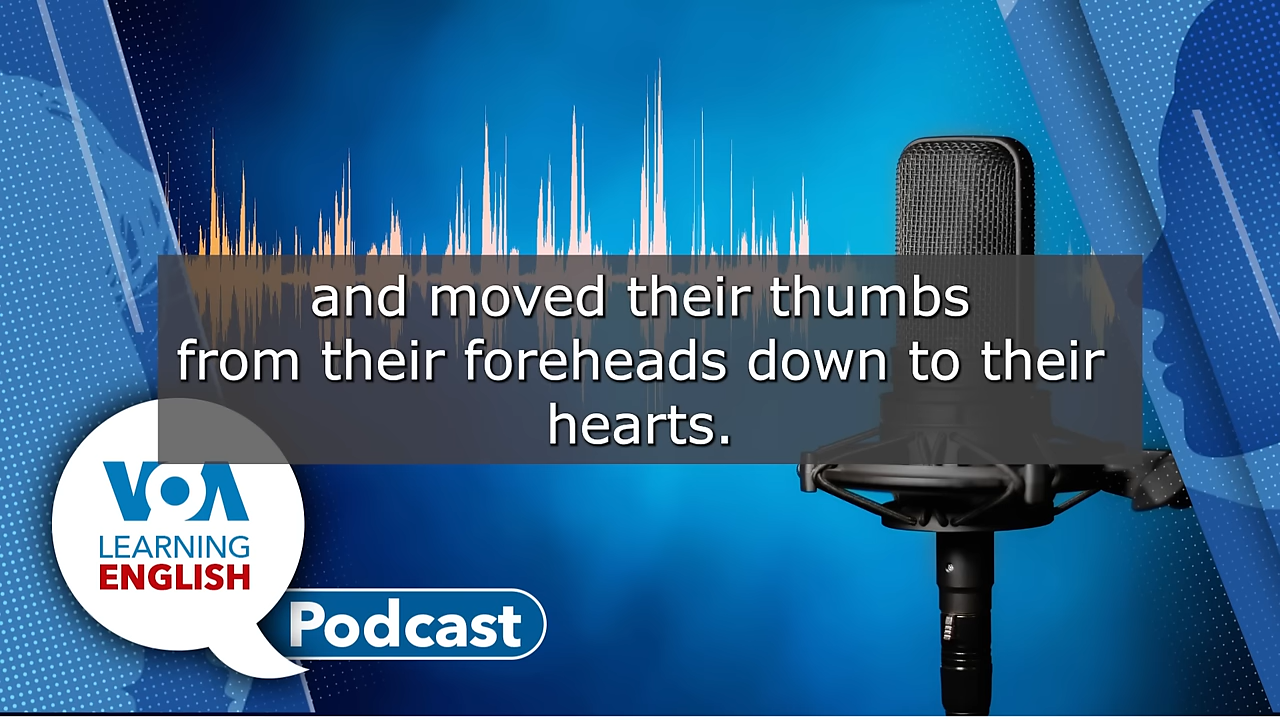 and moved their thumbs
from their foreheads down to their
hearts.
VOA
LEARNING
ENGLISH
Podcast